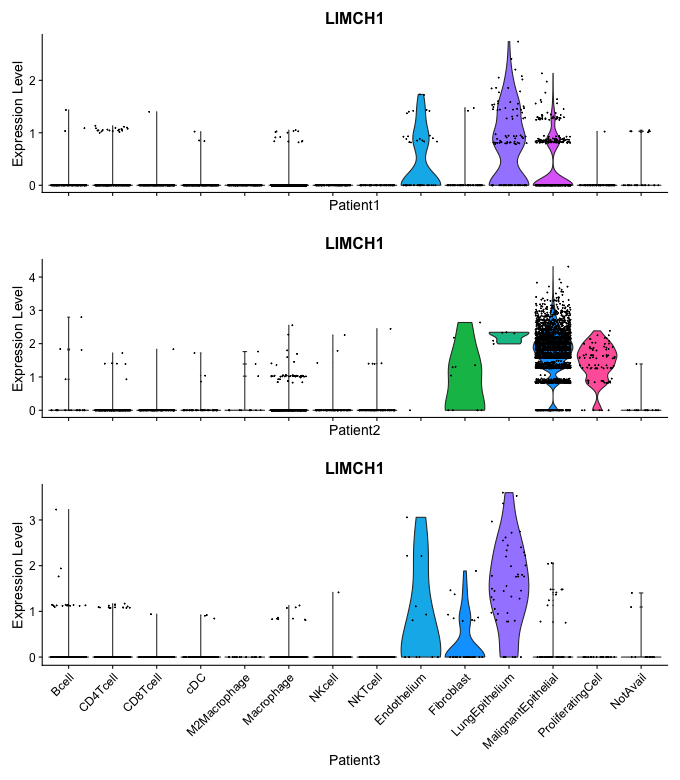 LIMCH1
Expression Level
2
1
0
Patient1
LIMCH1
Expression Level
4
3
2
1
0
Patient2
LIMCH1
Expression Level
3
2
1
0
Bcell
CD4Tcell
CD8Tcell
cDC
M2Macrophage
Macrophage
NKcell
NKTcell
Endothelium
Fibroblast
LungEpithelium
MalignantEpithelial
ProliferatingCell
NotAvail
Patient3